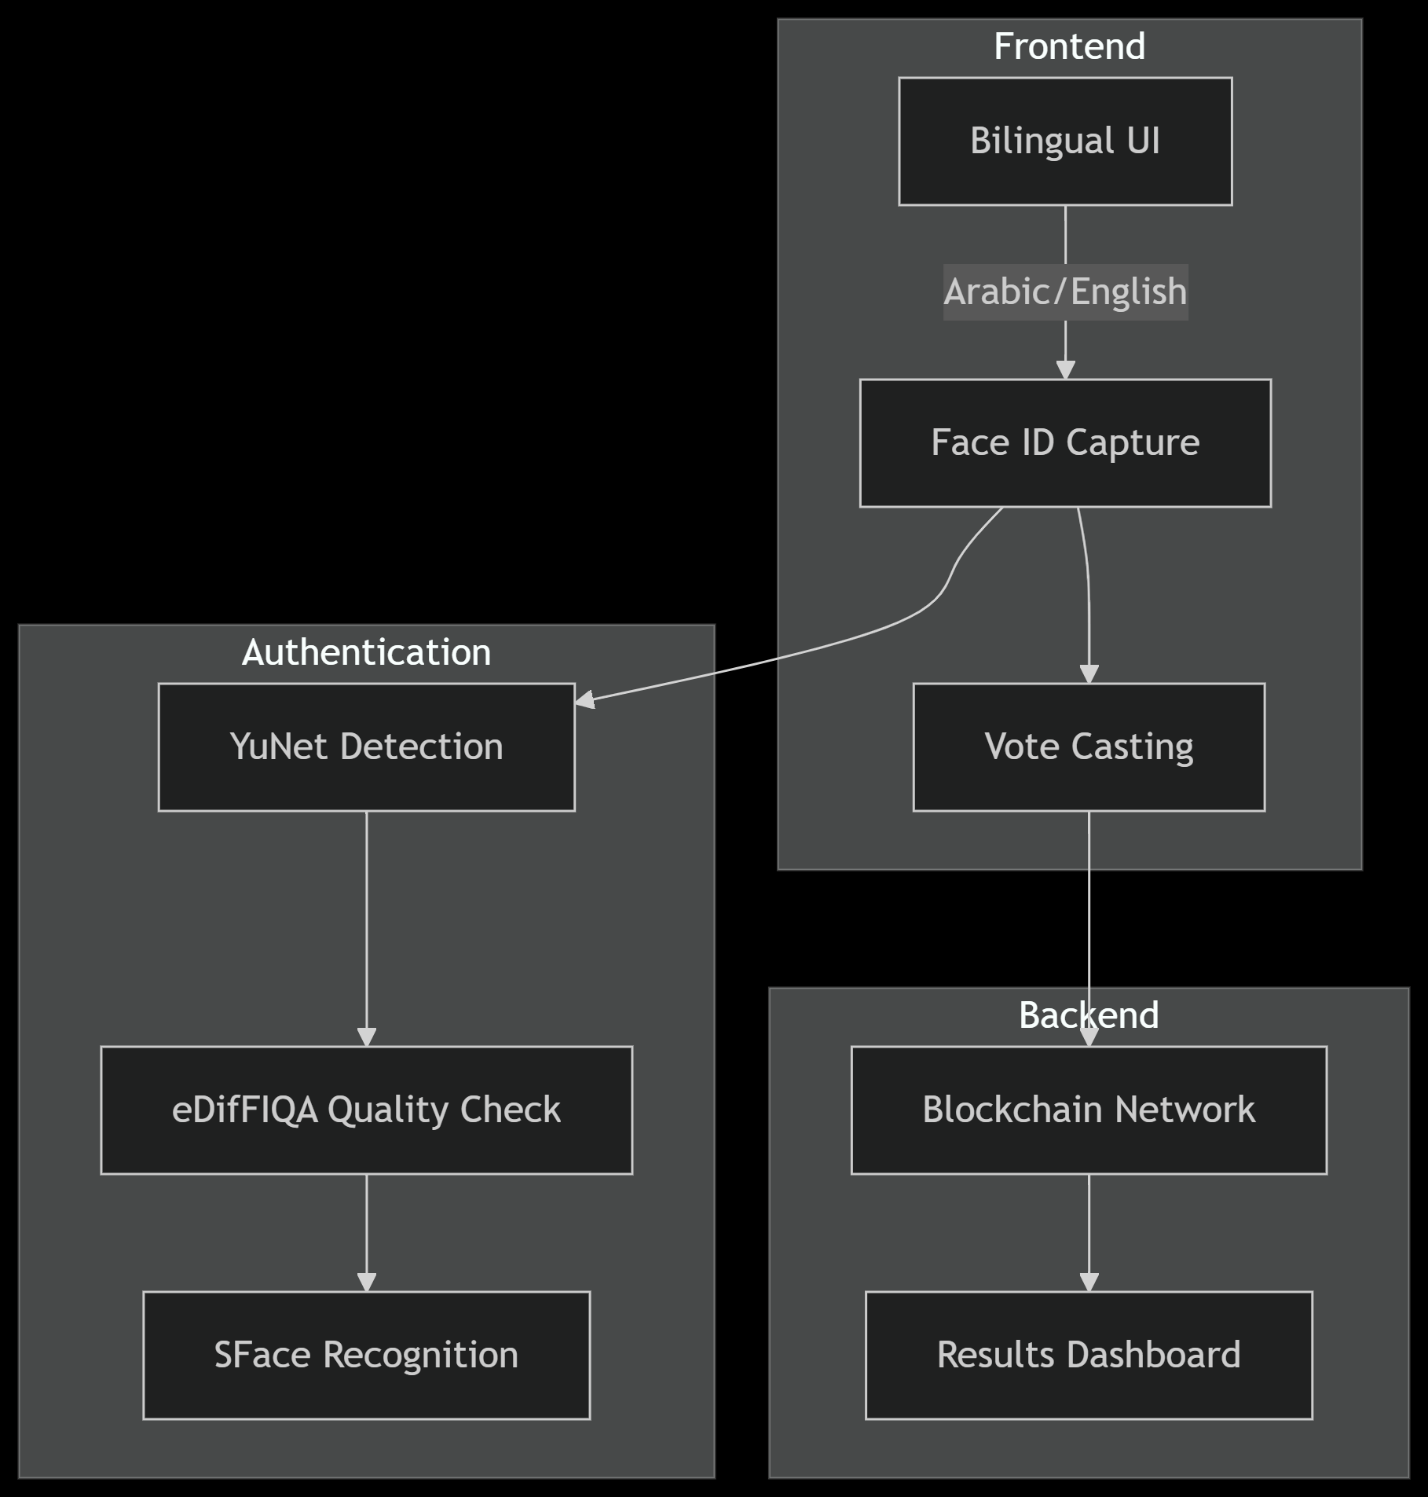 Frontend
Bilingual UI
Arabic/English
Face ID Capture
Authentication
YuNet Detection
Vote Casting
eDifFIQA Quality Check
SFace Recognition
Backend
Blockchain Network
Results Dashboard